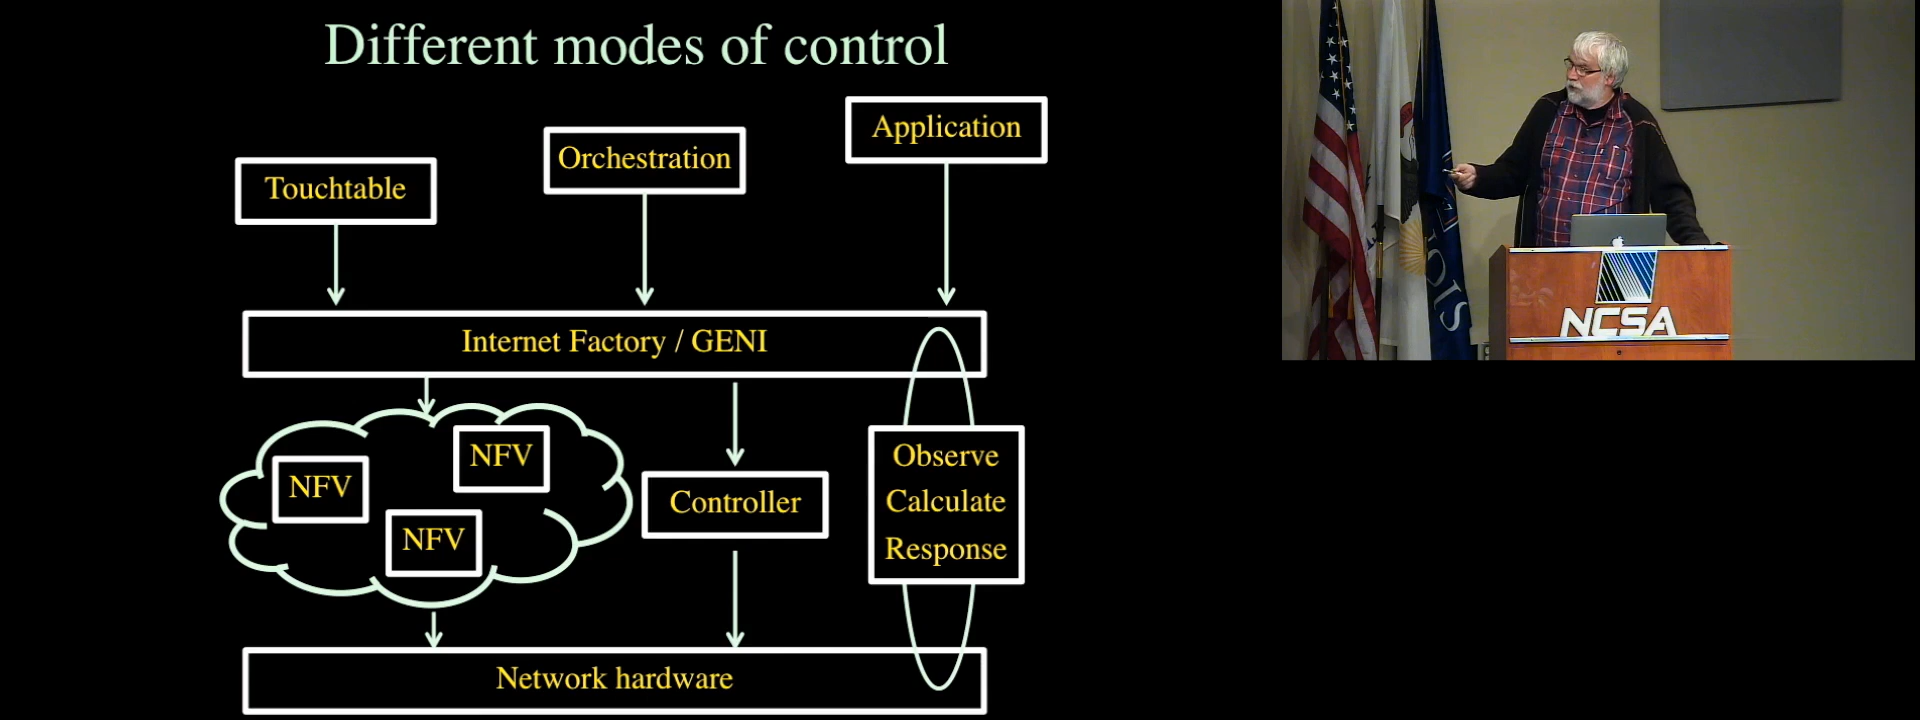 Different modes of control
Touchtable
Orchestration
Application
Internet Factory / GENI
NFV
NFV
NFV
Controller
Observe
Calculate
Response
Network hardware
NCSA